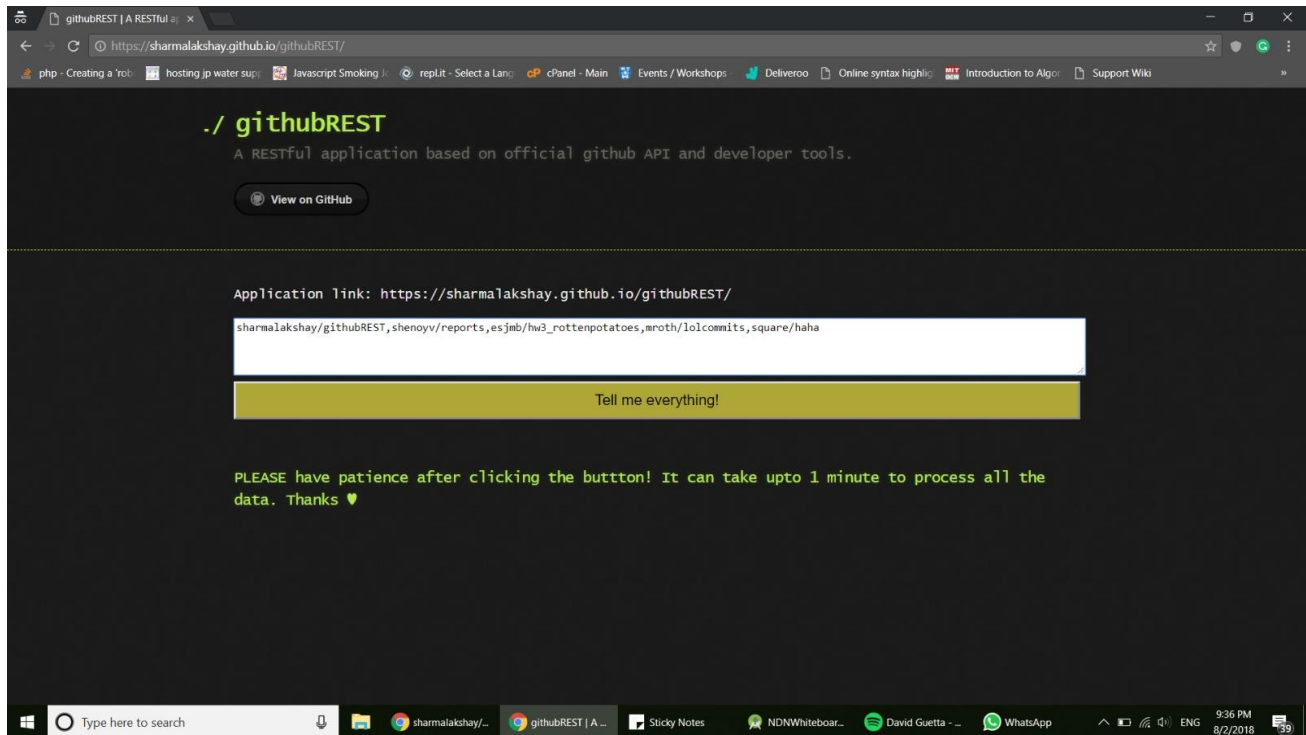 githubREST | A RESTful a
https://sharmalakshay.github.io/githubREST/
php - Creating a 'rob hosting jp water sup Javascript Smoking repl.it - Select a Lang cPanel - Main Events / Workshops - Deliveroo Online syntax highlig Introduction to Algor Support Wiki »
./ githubREST
A RESTful application based on official github API and developer tools.
View on GitHub
Application link: https://sharmalakshay.github.io/githubREST/
sharmalakshay/githubREST,shenoyv/reports,esjmb/hw3_rottenpotatoes,mroth/lolcommits,square/haha
Tell me everything!
PLEASE have patience after clicking the buttton! It can take upto 1 minute to process all the
data. Thanks ♥
Type here to search sharmalakshay/... githubREST | A ... Sticky Notes NDNWhiteboar... David Guetta - ... WhatsApp ENG 9:36 PM
8/2/2018 39